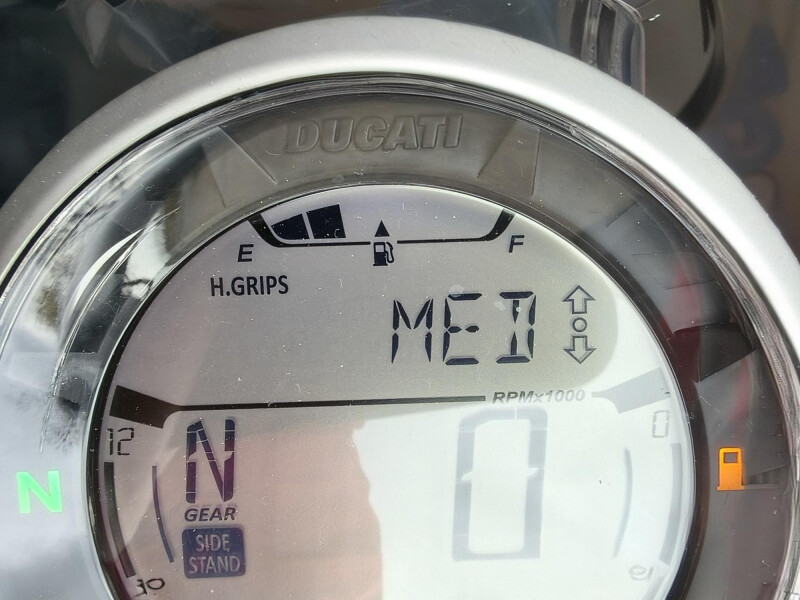 DUCATI
E F
H.GRIPS
MED
RPMx1000
12 0
N 0
N GEAR
SIDE
STAND